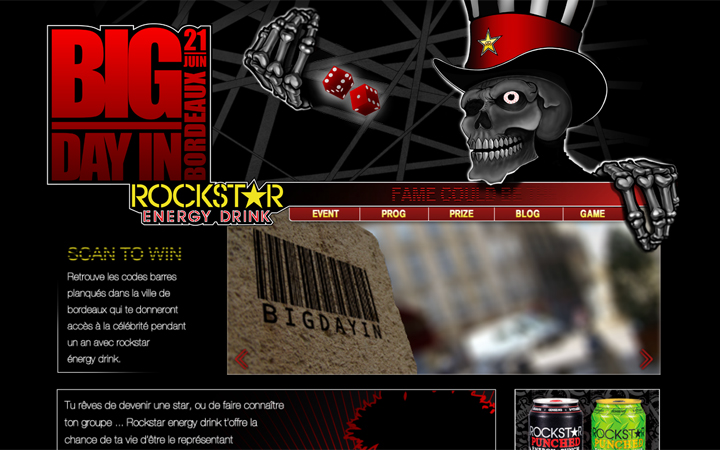 BIG
DAY IN
BORDEAUX
21
JUIN
ROCKSTAR
ENERGY DRINK
FAME COULD BE
EVENT
PROG
PRIZE
BLOG
GAME
SCAN TO WIN
Retrouve les codes barres
planqués dans la ville de
bordeaux qui te donneront
accès à la célébrité pendant
un an avec rockstar
énergy drink.
BIGDAYIN
Tu rêves de devenir une star, ou de faire connaître
ton groupe ... Rockstar energy drink t'offre la
chance de ta vie d'être le représentant
ROCKSTAR
PUNCHED
ROCKSTAR
PUNCHED